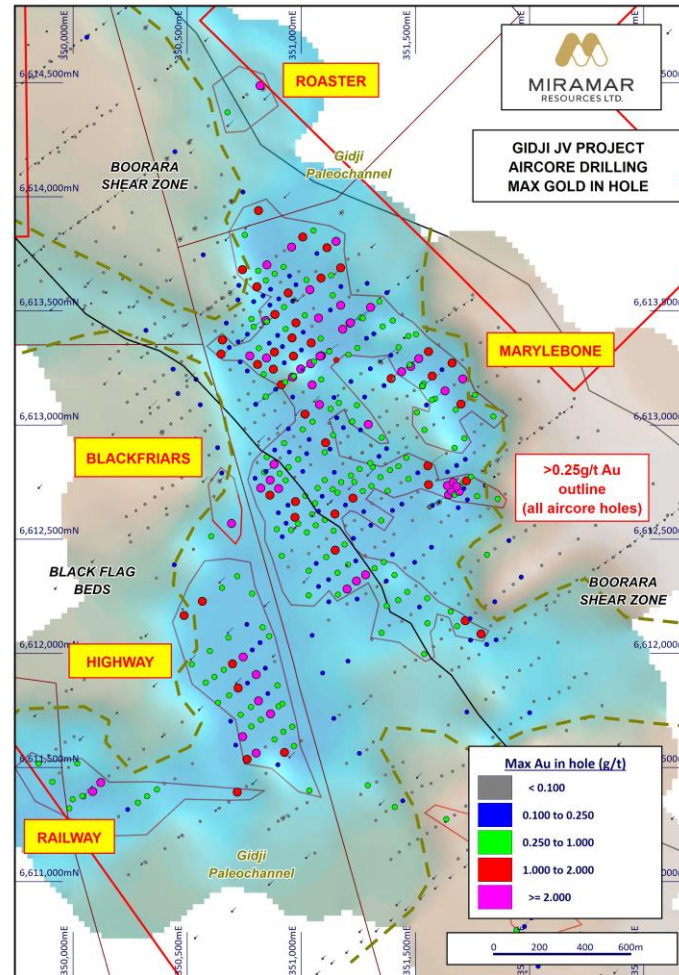 350,000mE
350,500mE
351,000mE
351,500mE
MIRAMAR
RESOURCES LTD.
GIDJI JV PROJECT
AIRCORE DRILLING
MAX GOLD IN HOLE
6,614,500mN
ROASTER
Gidji
Paleochannel
BOORARA
SHEAR ZONE
6,614,000mN
6,613,500mN
6,613,500
MARYLEBONE
6,613,000mN
6,613,000mN
BLACKFRIARS
>0.25g/t Au
outline
(all aircore holes)
6,612,500mN
6,612,500mN
BLACK FLAG
BEDS
BOORARA
SHEAR ZONE
6,612,000mN
6,612,000mN
HIGHWAY
6,611,500mN
RAILWAY
Gidji
Paleochannel
6,611,000mN
Max Au in hole (g/t)
< 0.100
0.100 to 0.250
0.250 to 1.000
1.000 to 2.000
>= 2.000
0 200 400 600m
350,000mE
350,500mE
351,000mE
351,500mE